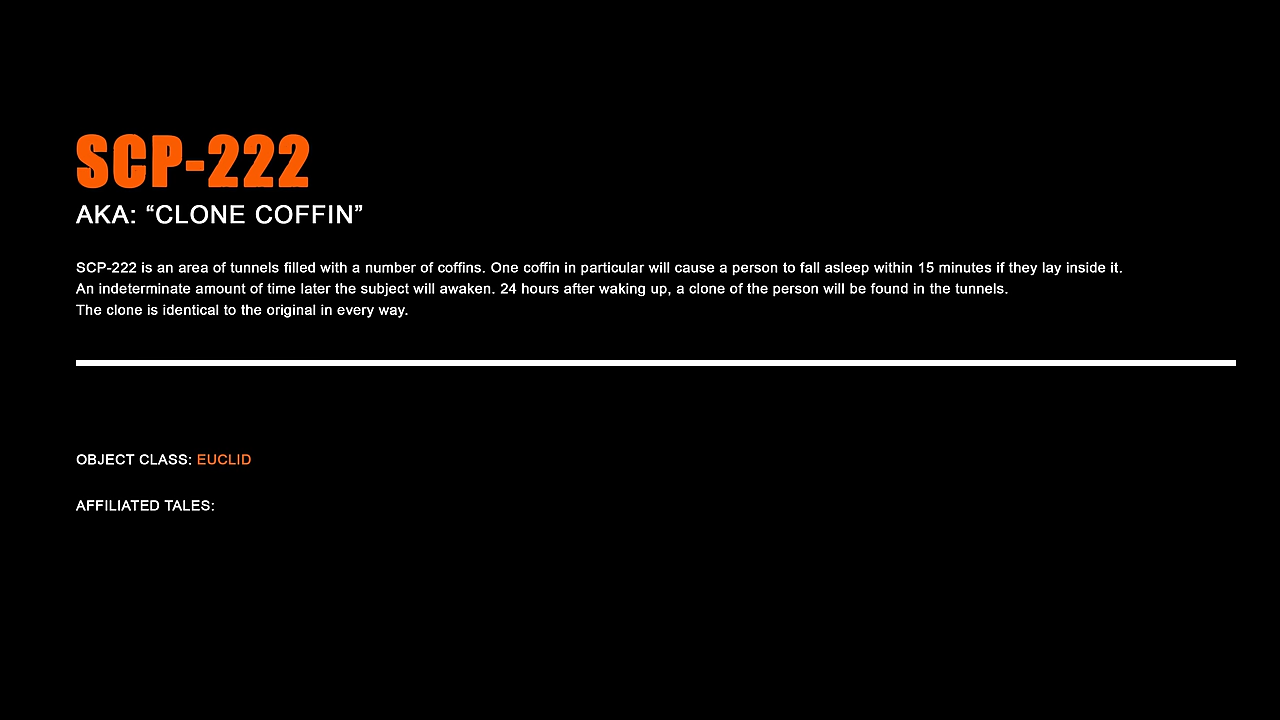 SCP-222
AKA: “CLONE COFFIN”
SCP-222 is an area of tunnels filled with a number of coffins. One coffin in particular will cause a person to fall asleep within 15 minutes if they lay inside it.
An indeterminate amount of time later the subject will awaken. 24 hours after waking up, a clone of the person will be found in the tunnels.
The clone is identical to the original in every way.
OBJECT CLASS: EUCLID
AFFILIATED TALES: